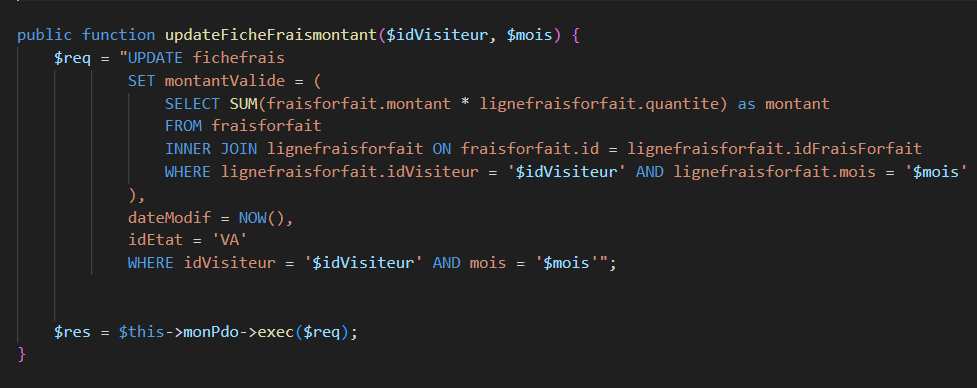 public function updateFicheFraismontant($idVisiteur, $mois) {
$req = "UPDATE fichefrais
SET montantValide = (
SELECT SUM(fraisforfait.montant * lignefraisforfait.quantite) as montant
FROM fraisforfait
INNER JOIN lignefraisforfait ON fraisforfait.id = lignefraisforfait.idFraisForfait
WHERE lignefraisforfait.idVisiteur = '$idVisiteur' AND lignefraisforfait.mois = '$mois'
),
dateModif = NOW(),
idEtat = 'VA'
WHERE idVisiteur = '$idVisiteur' AND mois = '$mois'";
$res = $this->monPdo->exec($req);
}